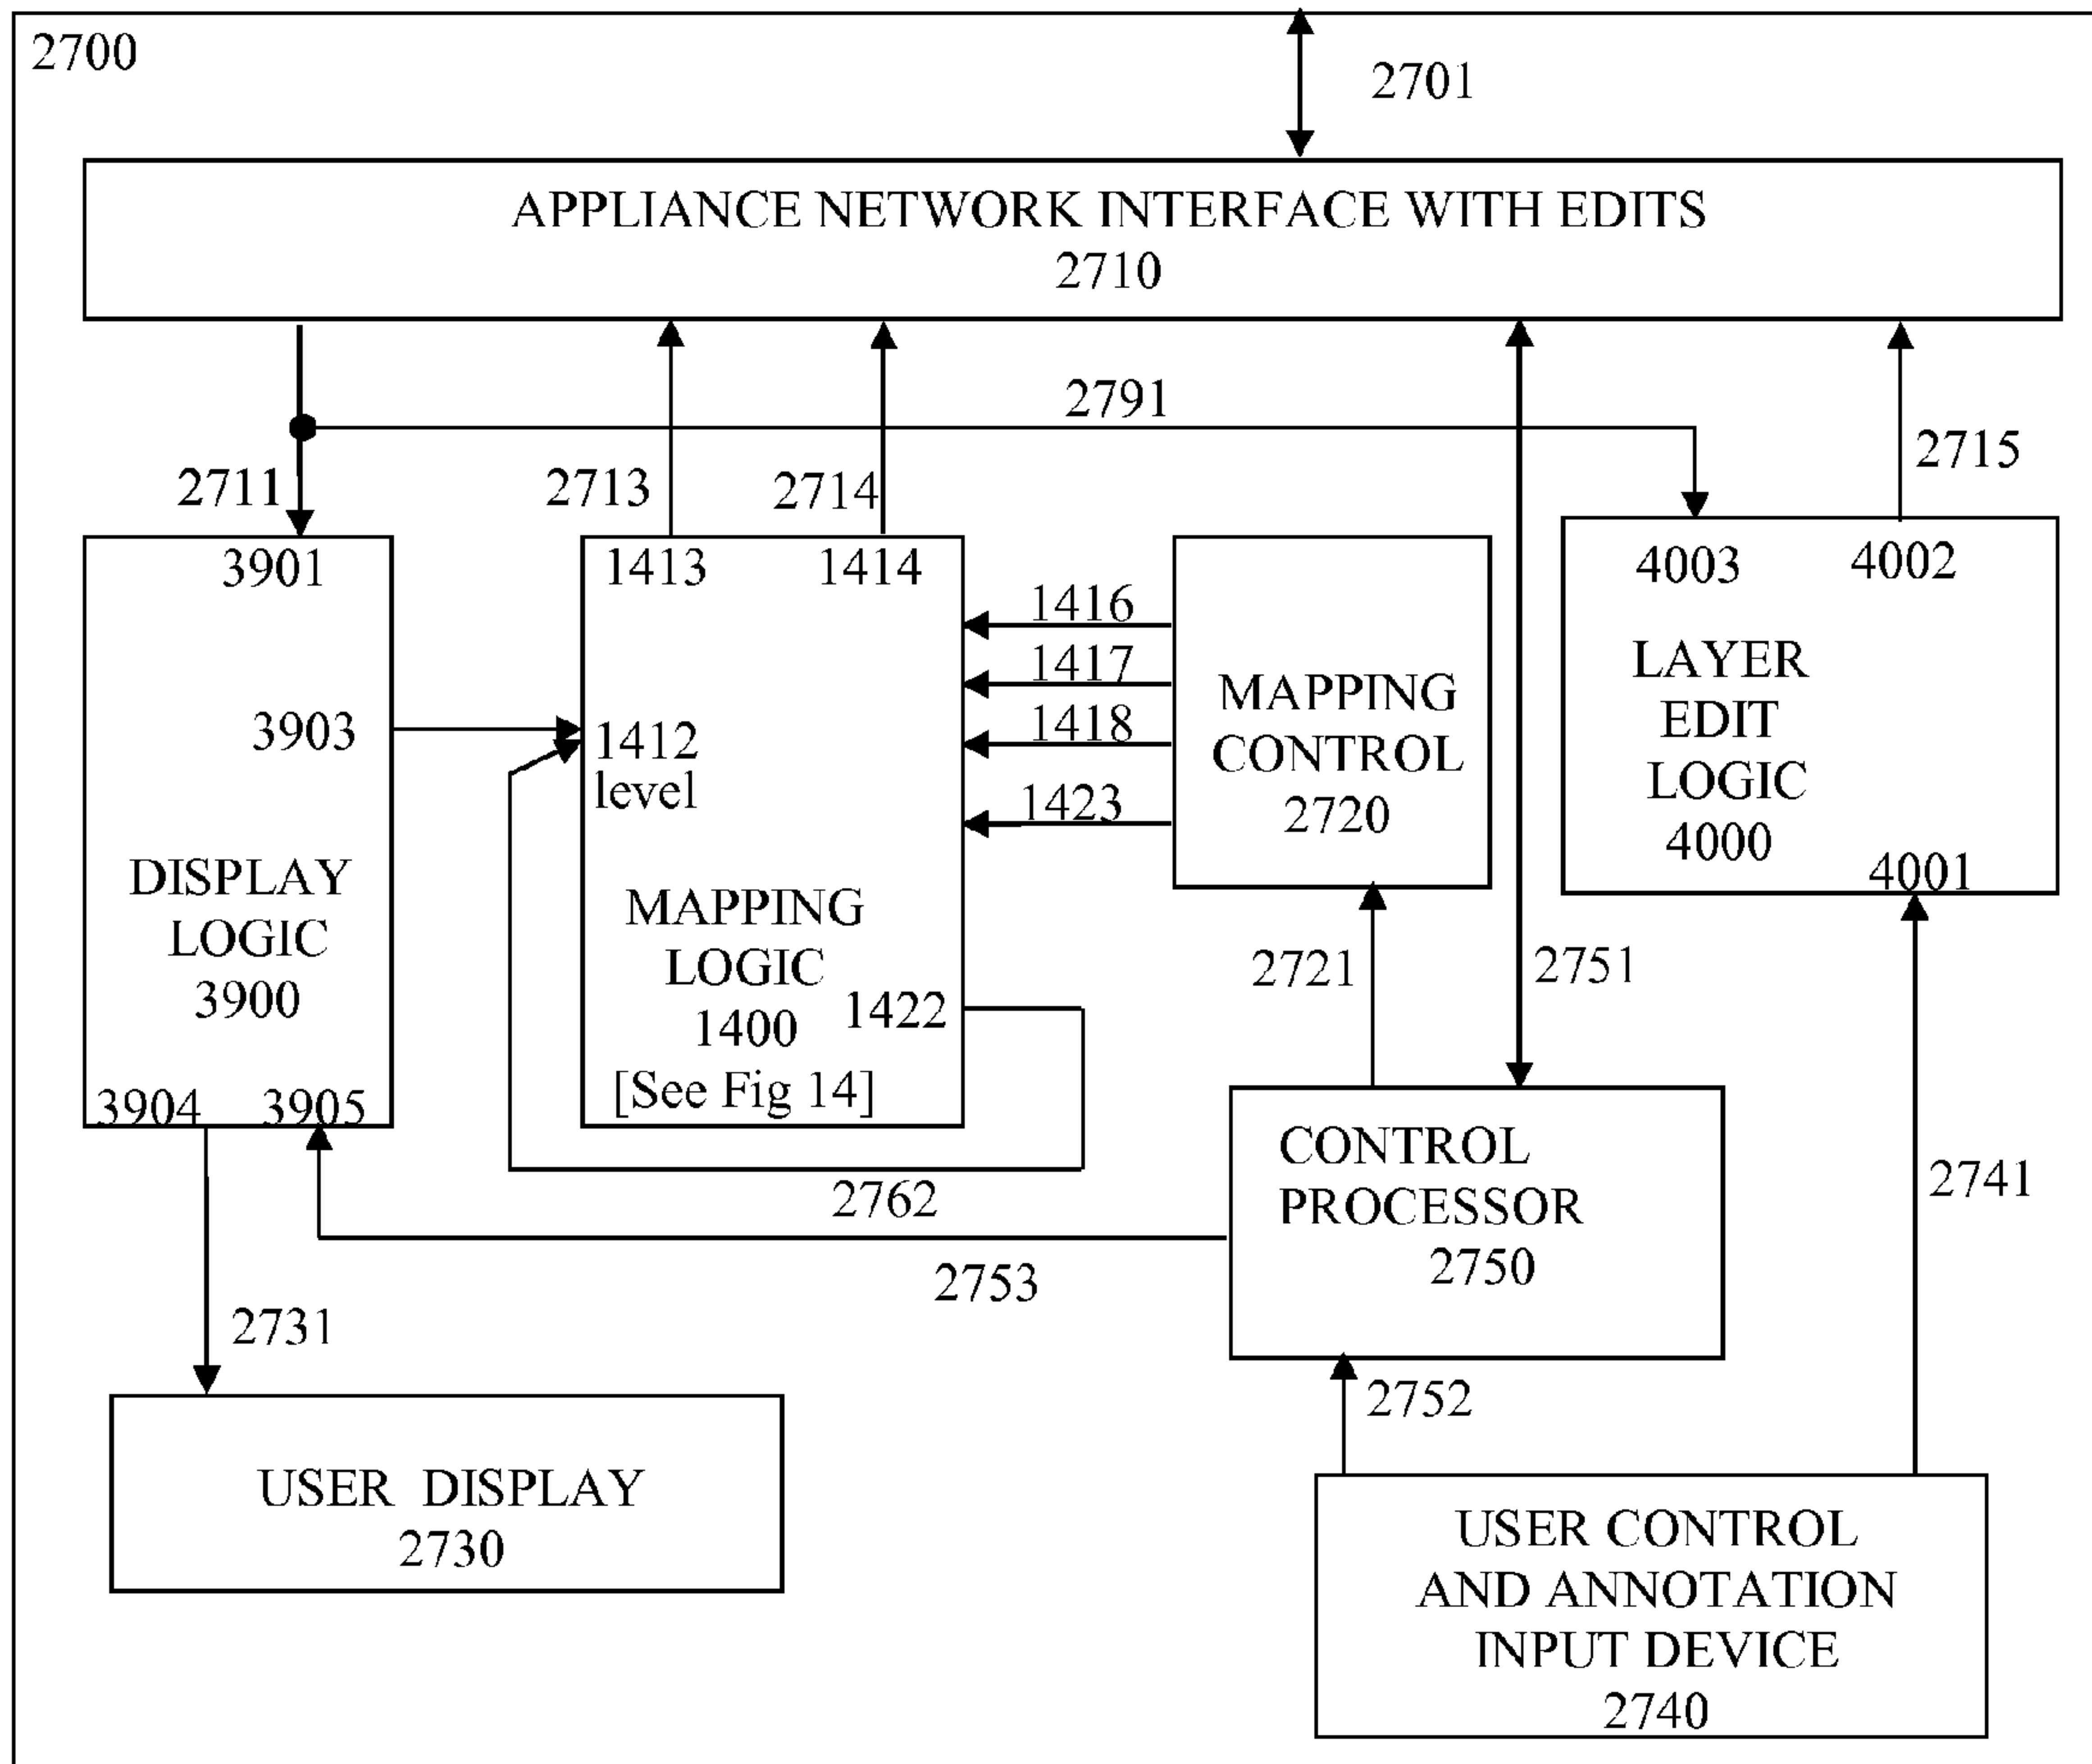 2700
2701
APPLIANCE NETWORK INTERFACE WITH EDITS
2710
2791
2711
2713
2714
2715
3901
1413
1414
4003
4002
1416
1417
1418
1423
3903
1412
level
MAPPING
CONTROL
2720
LAYER
EDIT
LOGIC
4000
4001
DISPLAY
LOGIC
3900
MAPPING
LOGIC
1400
1422
[See Fig 14]
2721
2751
3904
3905
CONTROL
PROCESSOR
2750
2741
2762
2753
2731
2752
USER DISPLAY
2730
USER CONTROL
AND ANNOTATION
INPUT DEVICE
2740